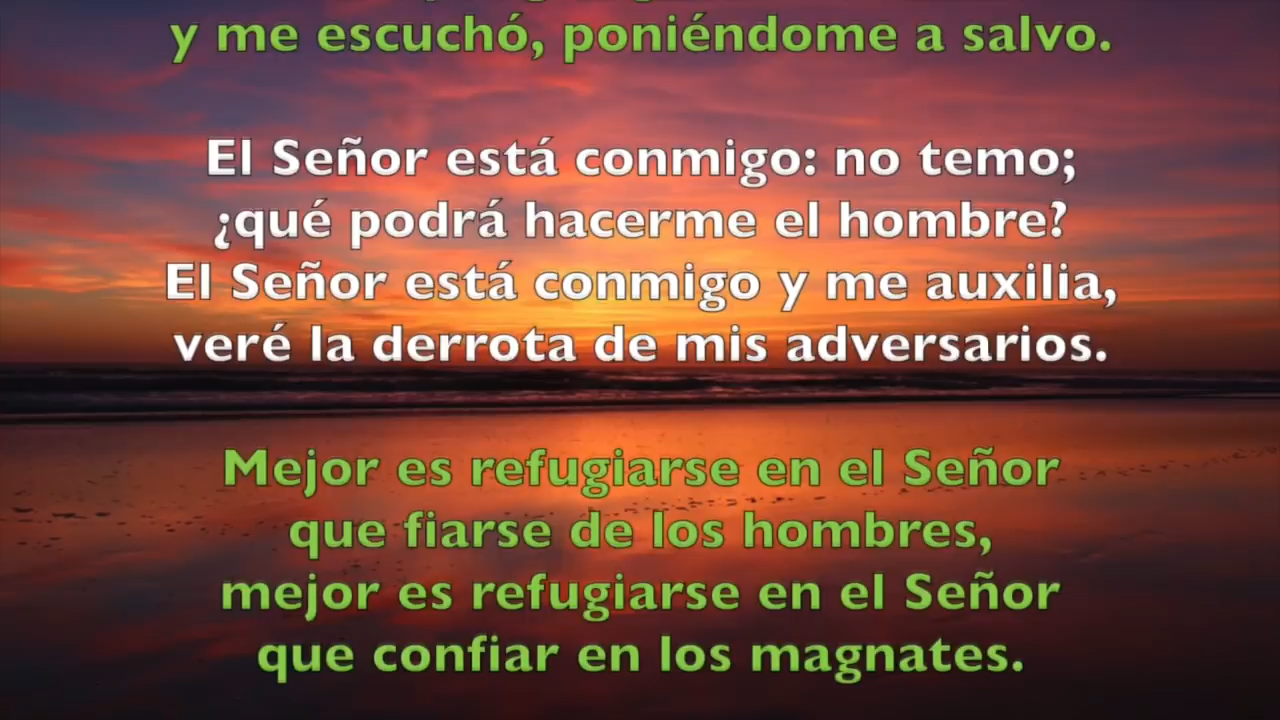 y me escuchó, poniéndome a salvo.
El Señor está conmigo: no temo;
¿qué podrá hacerme el hombre?
El Señor está conmigo y me auxilia,
veré la derrota de mis adversarios.
Mejor es refugiarse en el Señor
que fiarse de los hombres,
mejor es refugiarse en el Señor
que confiar en los magnates.